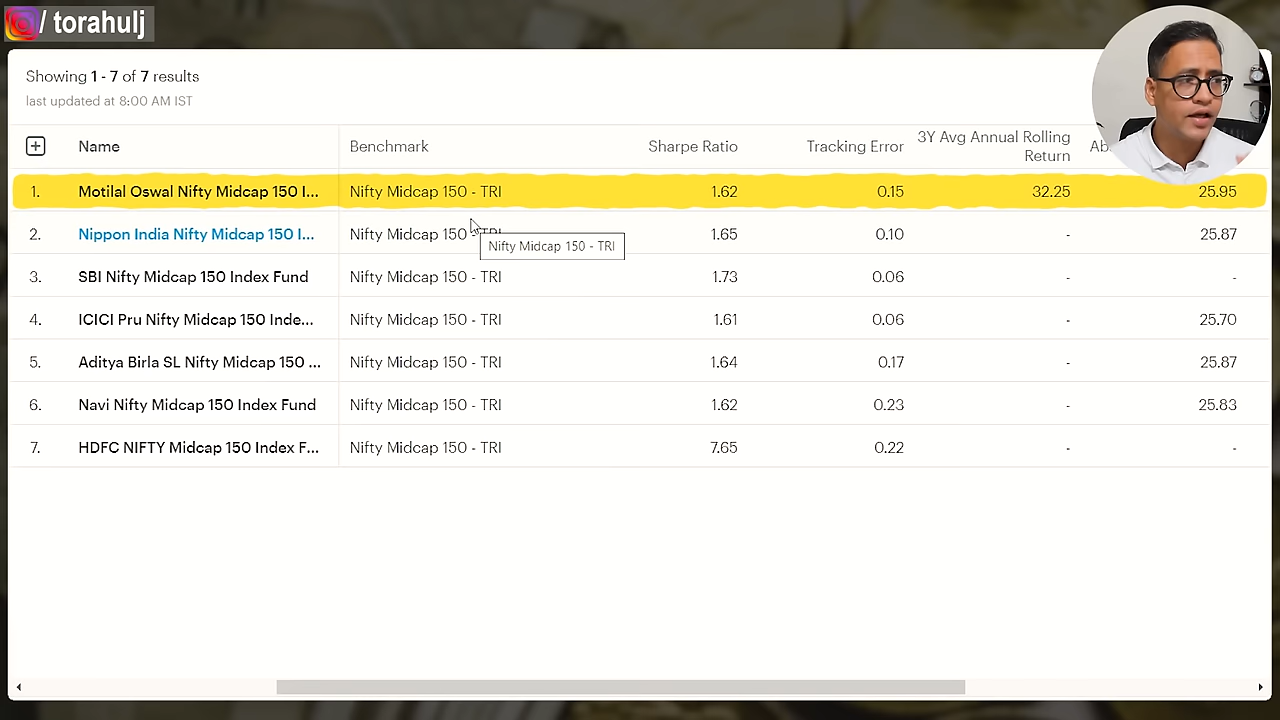 / torahulj
Showing 1 - 7 of 7 results
last updated at 8:00 AM IST
Name Benchmark Sharpe Ratio Tracking Error 3Y Avg Annual Rolling Return Ab
1. Motilal Oswal Nifty Midcap 150 I... Nifty Midcap 150 - TRI 1.62 0.15 32.25 25.95
2. Nippon India Nifty Midcap 150 I... Nifty Midcap 150 - TRI 1.65 0.10 - 25.87
Nifty Midcap 150 - TRI
3. SBI Nifty Midcap 150 Index Fund Nifty Midcap 150 - TRI 1.73 0.06 - -
4. ICICI Pru Nifty Midcap 150 Inde... Nifty Midcap 150 - TRI 1.61 0.06 - 25.70
5. Aditya Birla SL Nifty Midcap 150 ... Nifty Midcap 150 - TRI 1.64 0.17 - 25.87
6. Navi Nifty Midcap 150 Index Fund Nifty Midcap 150 - TRI 1.62 0.23 - 25.83
7. HDFC NIFTY Midcap 150 Index F... Nifty Midcap 150 - TRI 7.65 0.22 - -